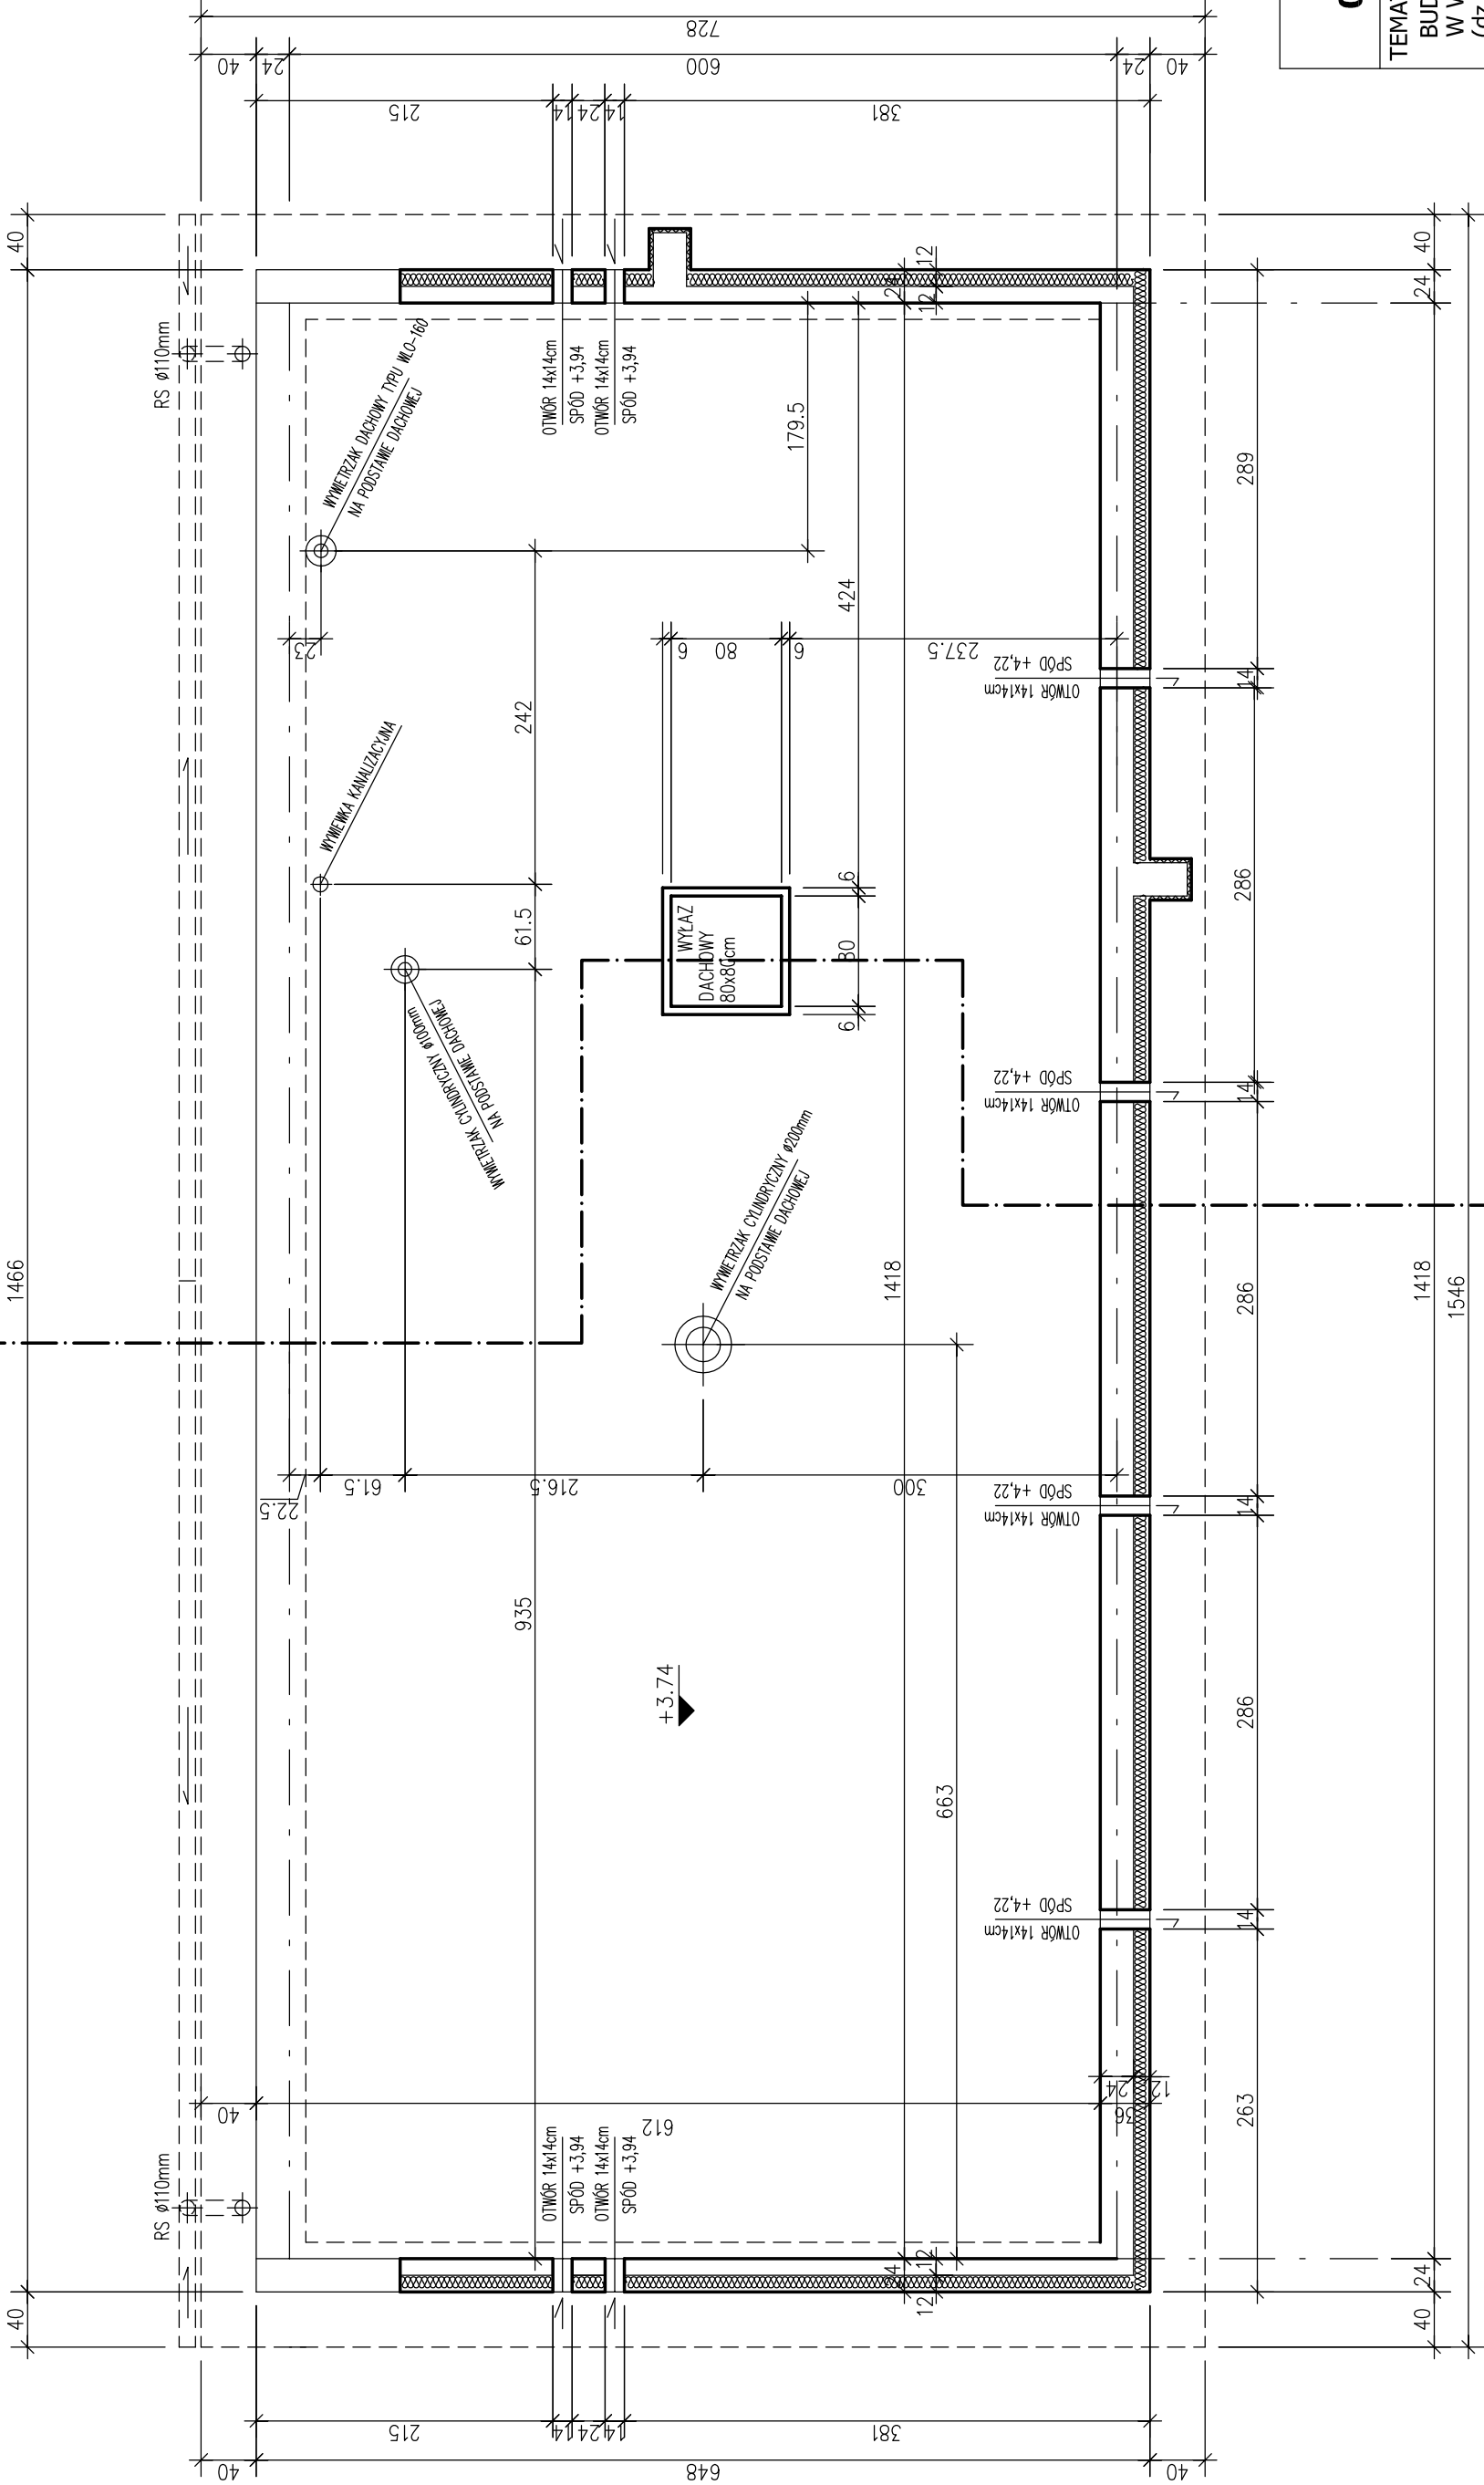 728
40
24
600
24
40
215
14
24
14
381
TEMAT
BUD
W W
(dz
40
1466
40
RS ø110mm
RS ø110mm
WYWIETRZAK DACHOWY TYPU WLO-160
NA PODSTAWIE DACHOWEJ
OTWÓR 14x14cm
SPÓD +3,94
OTWÓR 14x14cm
SPÓD +3,94
12
24
12
179.5
424
23
242
61.5
935
WYWIEWKA KANALIZACYJNA
WYWIETRZAK CYLINDRYCZNY ø100mm
NA PODSTAWIE DACHOWEJ
6
80
6
237.5
WYŁAZ
DACHOWY
80x80cm
6
80
6
WYWIETRZAK CYLINDRYCZNY ø200mm
NA PODSTAWIE DACHOWEJ
1418
22.5
61.5
216.5
300
+3.74
663
OTWÓR 14x14cm
SPÓD +4,22
OTWÓR 14x14cm
SPÓD +4,22
OTWÓR 14x14cm
SPÓD +4,22
OTWÓR 14x14cm
SPÓD +4,22
289
14
286
14
286
14
286
14
263
40
24
1418
24
40
1546
40
612
36
24
12
OTWÓR 14x14cm
SPÓD +3,94
OTWÓR 14x14cm
SPÓD +3,94
24
12
12
215
14
24
14
381
40
648
40